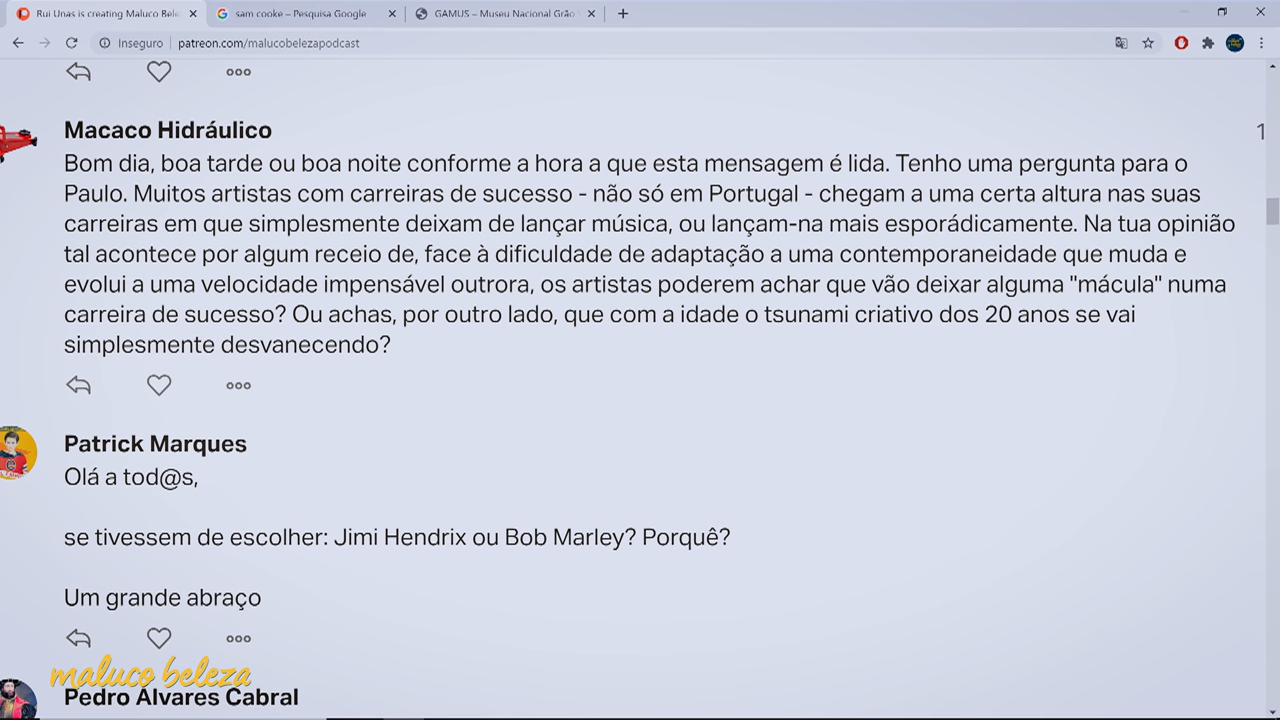 Rui Unas is creating Maluco Bele
sam cooke – Pesquisa Google
GAMUS – Museu Nacional Grão
Inseguro
patreon.com/malucobelezapodcast
Macaco Hidráulico
1
Bom dia, boa tarde ou boa noite conforme a hora a que esta mensagem é lida. Tenho uma pergunta para o
Paulo. Muitos artistas com carreiras de sucesso - não só em Portugal - chegam a uma certa altura nas suas
carreiras em que simplesmente deixam de lançar música, ou lançam-na mais esporádicamente. Na tua opinião
tal acontece por algum receio de, face à dificuldade de adaptação a uma contemporaneidade que muda e
evolui a uma velocidade impensável outrora, os artistas poderem achar que vão deixar alguma "mácula" numa
carreira de sucesso? Ou achas, por outro lado, que com a idade o tsunami criativo dos 20 anos se vai
simplesmente desvanecendo?
Patrick Marques
Olá a tod@s,
se tivessem de escolher: Jimi Hendrix ou Bob Marley? Porquê?
Um grande abraço
maluco beleza
Pedro Álvares Cabral